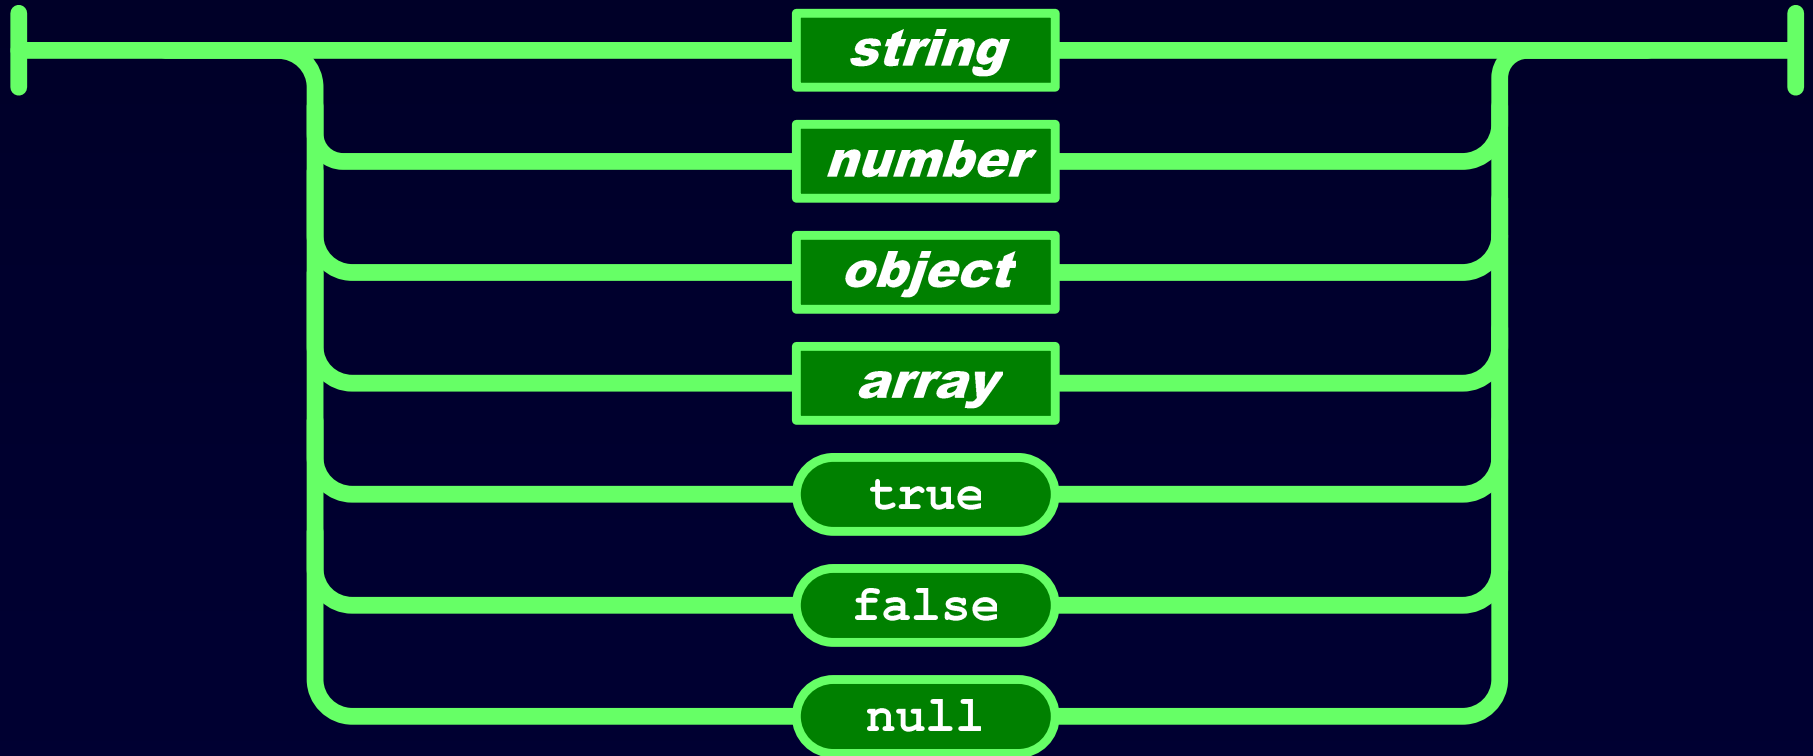 string
number
object
array
true
false
null